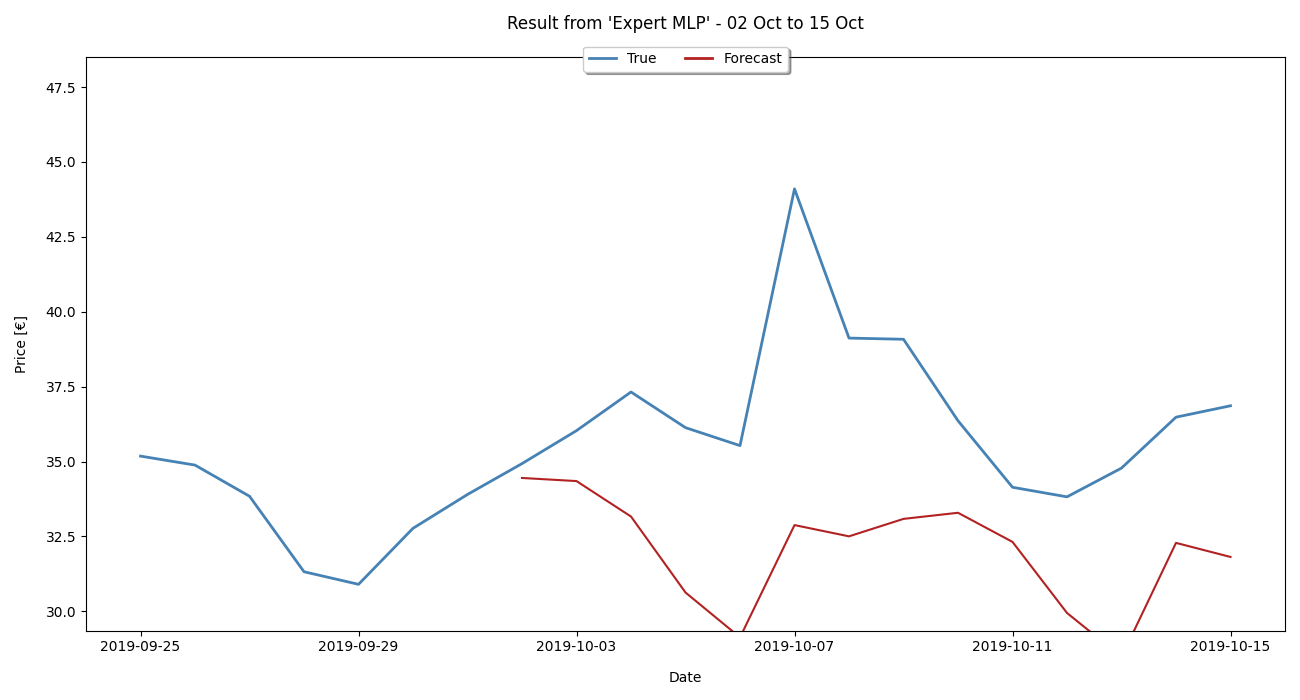 Result from 'Expert MLP' - 02 Oct to 15 Oct
True Forecast
47.5
45.0
42.5
40.0
37.5
35.0
32.5
30.0
Price [€]
2019-09-25 2019-09-29 2019-10-03 2019-10-07 2019-10-11 2019-10-15
Date